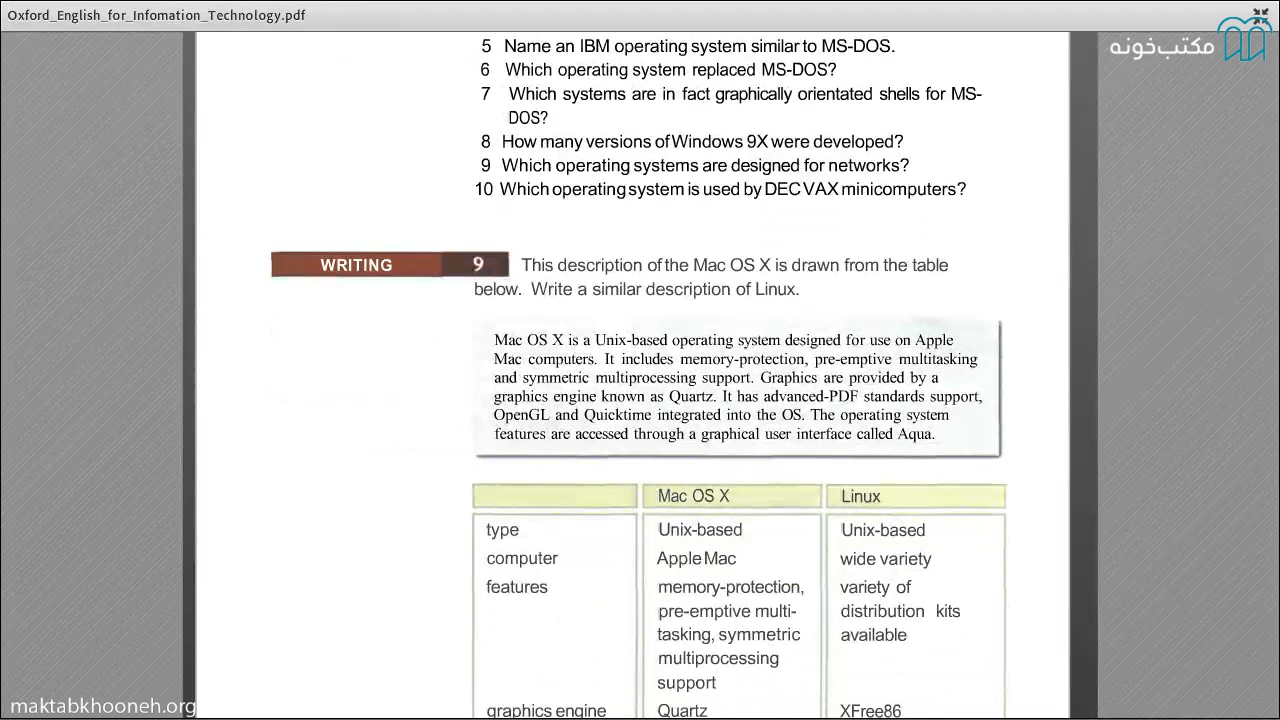 Oxford_English_for_Infomation_Technology.pdf
مکتب‌خونه
5 Name an IBM operating system similar to MS-DOS.
6 Which operating system replaced MS-DOS?
7 Which systems are in fact graphically orientated shells for MS-
DOS?
8 How many versions of Windows 9X were developed?
9 Which operating systems are designed for networks?
10 Which operating system is used by DEC VAX minicomputers?
WRITING 9 This description of the Mac OS X is drawn from the table
below. Write a similar description of Linux.
Mac OS X is a Unix-based operating system designed for use on Apple
Mac computers. It includes memory-protection, pre-emptive multitasking
and symmetric multiprocessing support. Graphics are provided by a
graphics engine known as Quartz. It has advanced-PDF standards support,
OpenGL and Quicktime integrated into the OS. The operating system
features are accessed through a graphical user interface called Aqua.
Mac OS X Linux
type Unix-based Unix-based
computer Apple Mac wide variety
features memory-protection, variety of
pre-emptive multi- distribution kits
tasking, symmetric available
multiprocessing
support
graphics engine Quartz XFree86
maktabkhooneh.org